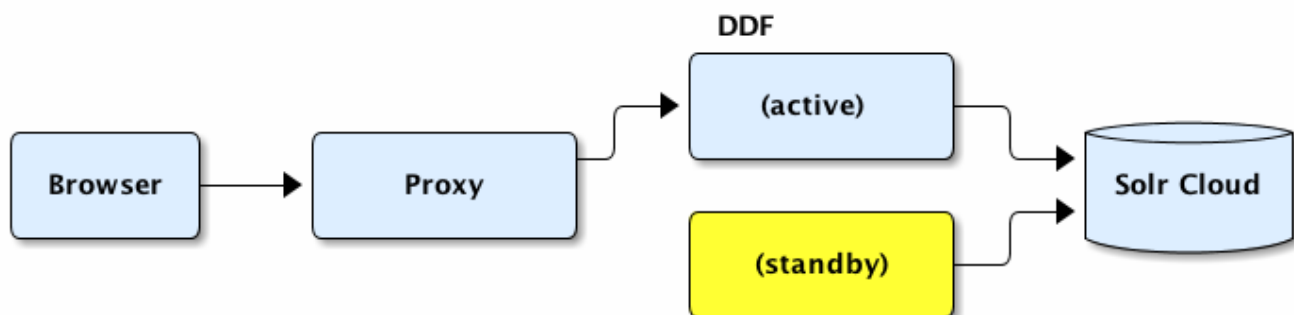 DDF
(active)
Browser
Proxy
Solr Cloud
(standby)